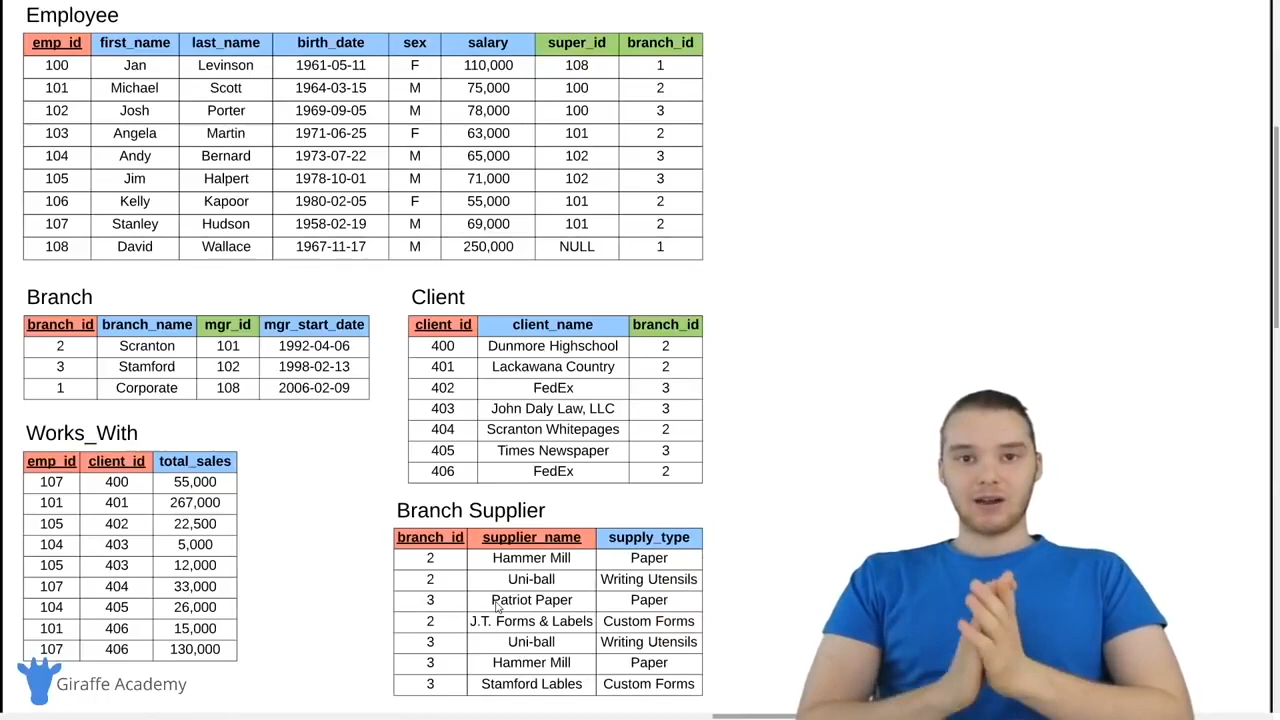 Employee
emp_id first_name last_name birth_date sex salary super_id branch_id
100 Jan Levinson 1961-05-11 F 110,000 108 1
101 Michael Scott 1964-03-15 M 75,000 100 2
102 Josh Porter 1969-09-05 M 78,000 100 3
103 Angela Martin 1971-06-25 F 63,000 101 2
104 Andy Bernard 1973-07-22 M 65,000 102 3
105 Jim Halpert 1978-10-01 M 71,000 102 3
106 Kelly Kapoor 1980-02-05 F 55,000 101 2
107 Stanley Hudson 1958-02-19 M 69,000 101 2
108 David Wallace 1967-11-17 M 250,000 NULL 1
Branch
branch_id branch_name mgr_id mgr_start_date
2 Scranton 101 1992-04-06
3 Stamford 102 1998-02-13
1 Corporate 108 2006-02-09
Client
client_id client_name branch_id
400 Dunmore Highschool 2
401 Lackawana Country 2
402 FedEx 3
403 John Daly Law, LLC 3
404 Scranton Whitepages 2
405 Times Newspaper 3
406 FedEx 2
Works_With
emp_id client_id total_sales
107 400 55,000
101 401 267,000
105 402 22,500
104 403 5,000
105 403 12,000
107 404 33,000
104 405 26,000
101 406 15,000
107 406 130,000
Branch Supplier
branch_id supplier_name supply_type
2 Hammer Mill Paper
2 Uni-ball Writing Utensils
3 Patriot Paper Paper
2 J.T. Forms & Labels Custom Forms
3 Uni-ball Writing Utensils
3 Hammer Mill Paper
3 Stamford Lables Custom Forms
Giraffe Academy